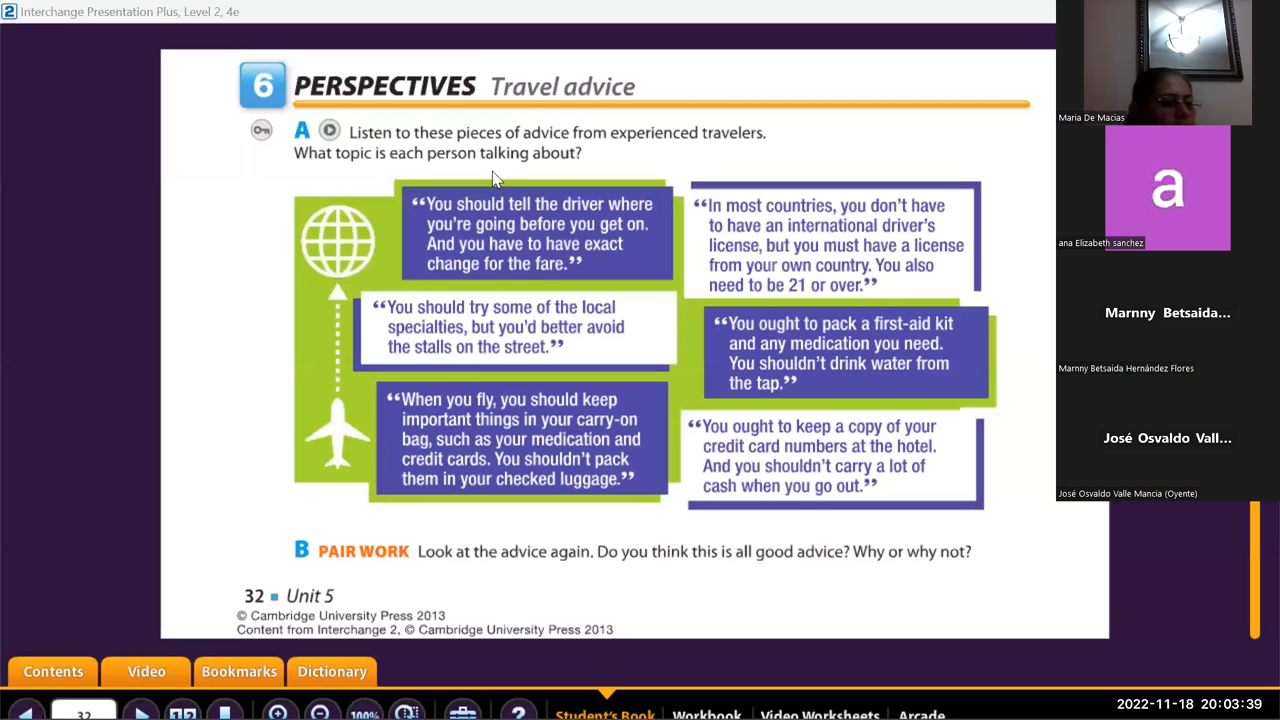 Interchange Presentation Plus, Level 2, 4e
6 PERSPECTIVES Travel advice
A Listen to these pieces of advice from experienced travelers.
What topic is each person talking about?
“You should tell the driver where
you’re going before you get on.
And you have to have exact
change for the fare.”
“In most countries, you don’t have
to have an international driver’s
license, but you must have a license
from your own country. You also
need to be 21 or over.”
“You should try some of the local
specialties, but you’d better avoid
the stalls on the street.”
“You ought to pack a first-aid kit
and any medication you need.
You shouldn’t drink water from
the tap.”
“When you fly, you should keep
important things in your carry-on
bag, such as your medication and
credit cards. You shouldn’t pack
them in your checked luggage.”
“You ought to keep a copy of your
credit card numbers at the hotel.
And you shouldn’t carry a lot of
cash when you go out.”
B PAIR WORK Look at the advice again. Do you think this is all good advice? Why or why not?
32 ▪ Unit 5
© Cambridge University Press 2013
Content from Interchange 2, © Cambridge University Press 2013
Maria De Macias
a
ana Elizabeth sanchez
Marnny Betsaida...
Marnny Betsaida Hernández Flores
José Osvaldo Vall...
José Osvaldo Valle Mancia (Oyente)
Contents Video Bookmarks Dictionary
32
100%
?
Student's Book Workbook Video Worksheets Arcade
2022-11-18 20:03:39